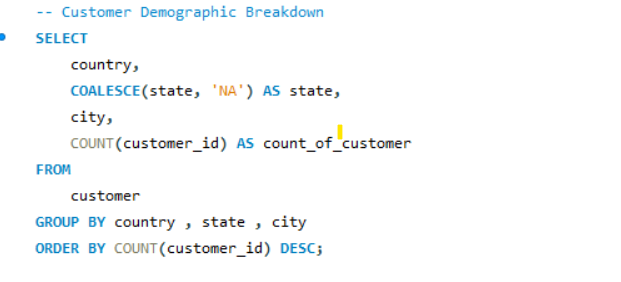 -- Customer Demographic Breakdown
SELECT
country,
COALESCE(state, 'NA') AS state,
city,
COUNT(customer_id) AS count_of_customer
FROM
customer
GROUP BY country , state , city
ORDER BY COUNT(customer_id) DESC;